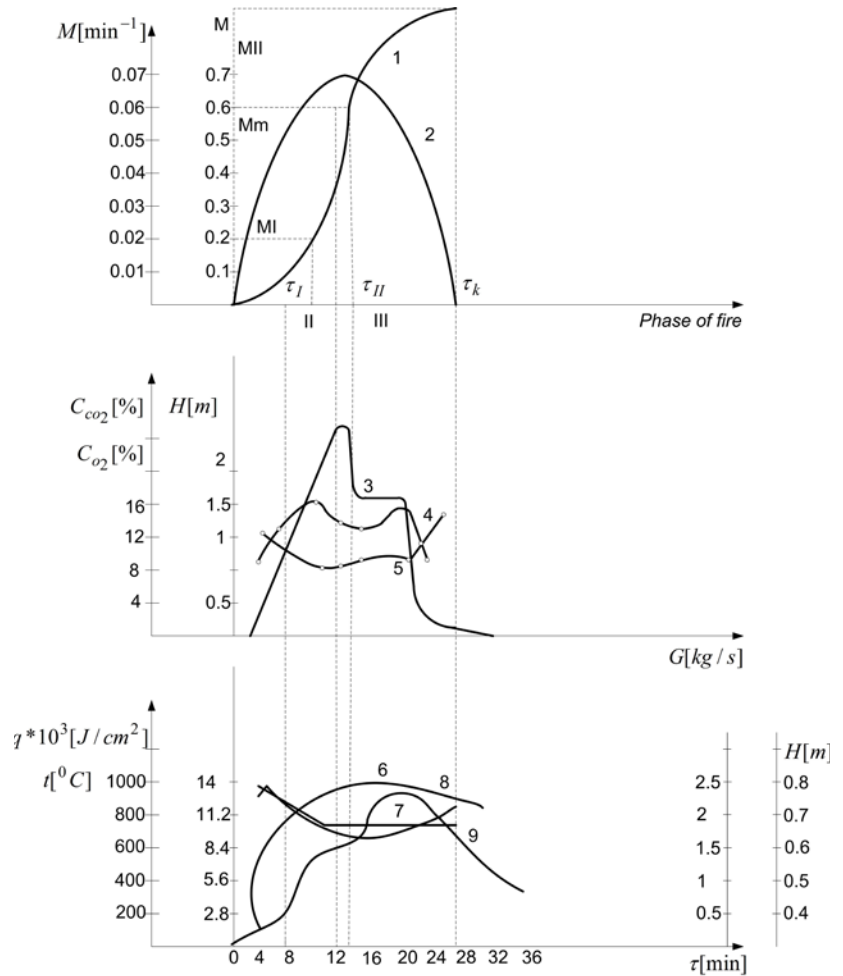 M[min⁻¹] M
MII
1
0.07 0.7
0.06 0.6
Mm
2
0.05 0.5
0.04 0.4
0.03 0.3
MI
0.02 0.2
0.01 0.1
τI τII τk
II III Phase of fire
Cco₂[%] H[m]
Co₂[%] 2
3
16 1.5
4
12 1
8 5
4 0.5
G[kg/s]
q*10³[J/cm²] H[m]
t[⁰C] 1000 14 6 8 2.5 0.8
800 11.2 7 2 0.7
9
600 8.4 1.5 0.6
400 5.6 1 0.5
200 2.8 0.5 0.4
0 4 8 12 16 20 24 28 32 36 τ[min]